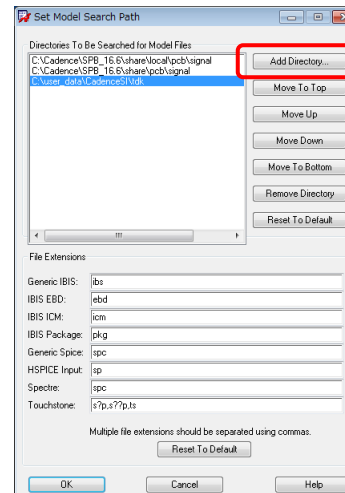 Set Model Search Path
Directories To Be Searched for Model Files
C:\Cadence\SPB_16.6\share\local\pcb\signal
C:\Cadence\SPB_16.6\share\pcb\signal
C:\user_data\CadenceSI\tdk
Add Directory...
Move To Top
Move Up
Move Down
Move To Bottom
Remove Directory
Reset To Default
File Extensions
Generic IBIS: ibs
IBIS EBD: ebd
IBIS ICM: icm
IBIS Package: pkg
Generic Spice: spc
HSPICE Input: sp
Spectre: spc
Touchstone: s?p,s??p,ts
Multiple file extensions should be separated using commas.
Reset To Default
OK Cancel Help